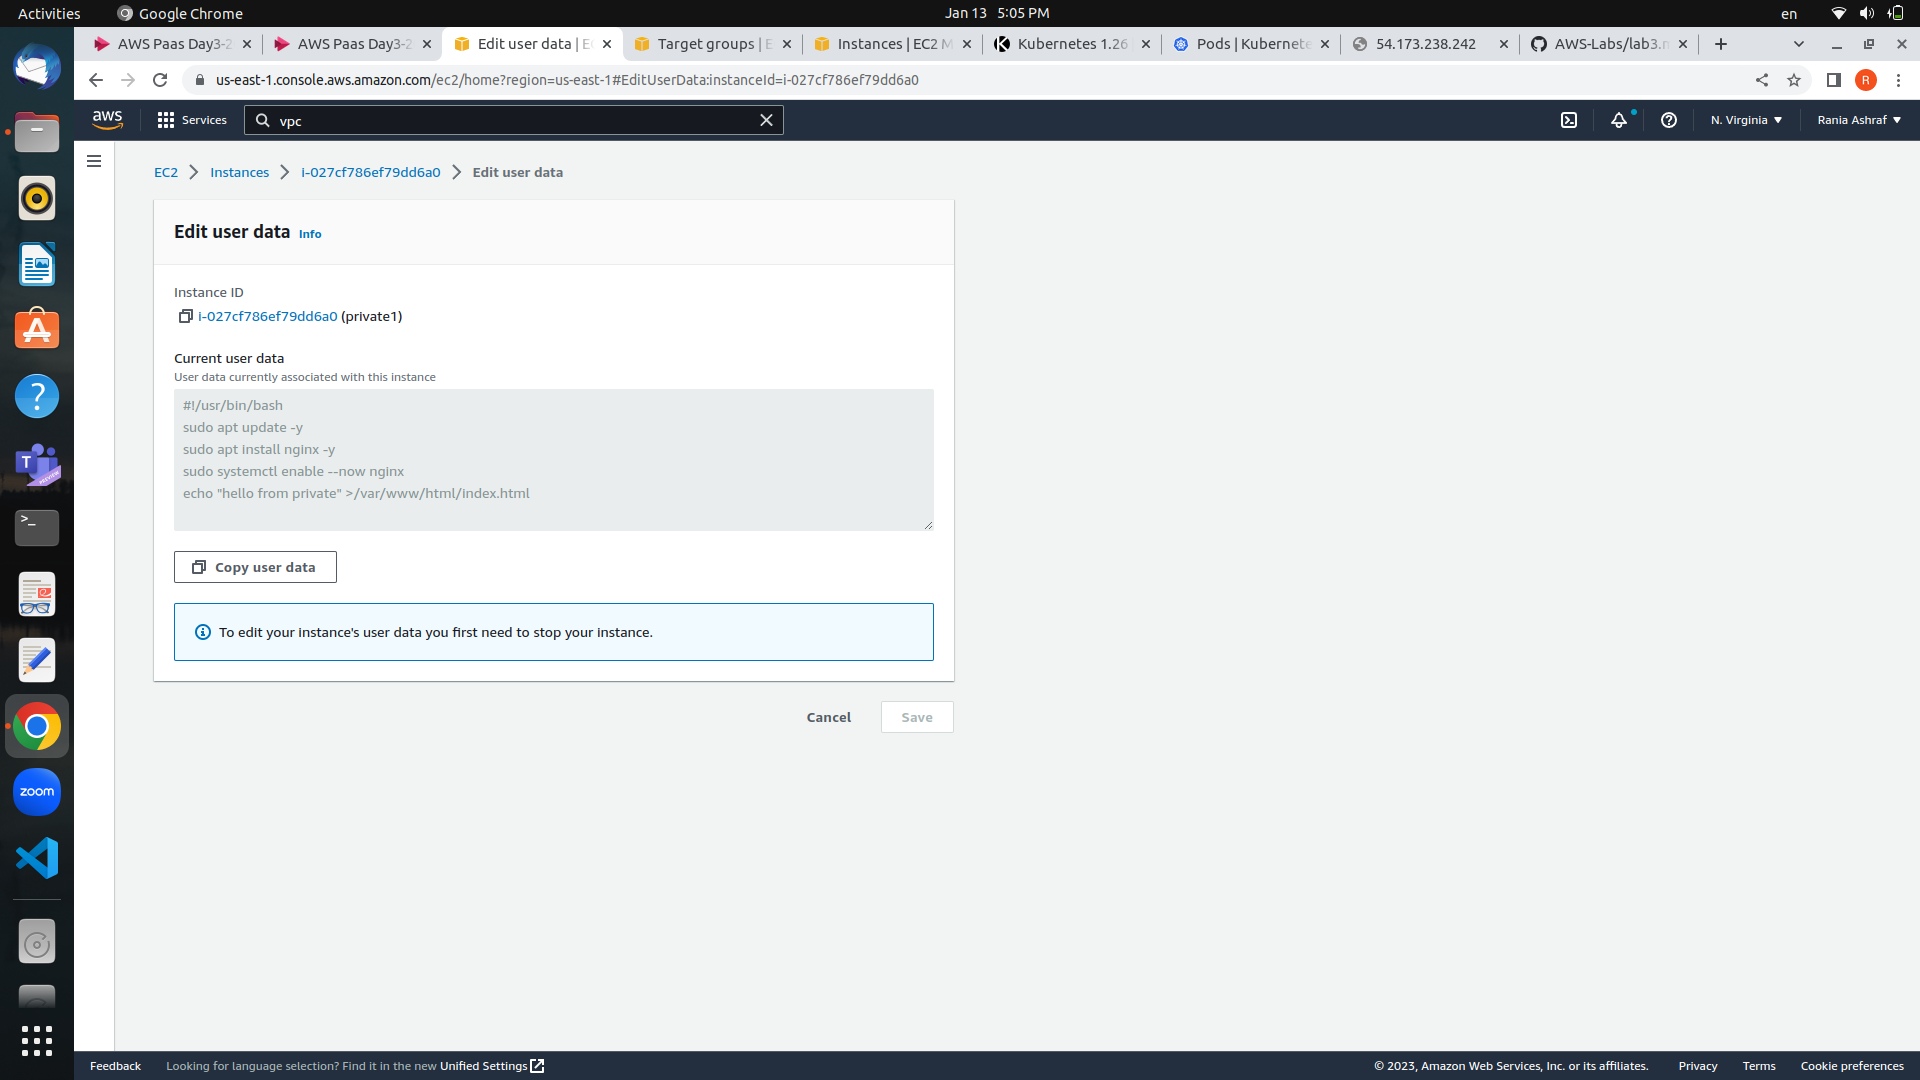 Activities
Google Chrome
Jan 13 5:05 PM
en
AWS Paas Day3-2
AWS Paas Day3-2
Edit user data | EC
Target groups | E
Instances | EC2 M
Kubernetes 1.26
Pods | Kubernete
54.173.238.242
AWS-Labs/lab3.m
us-east-1.console.aws.amazon.com/ec2/home?region=us-east-1#EditUserData:instanceId=i-027cf786ef79dd6a0
R
aws
Services
vpc
N. Virginia
Rania Ashraf
EC2
Instances
i-027cf786ef79dd6a0
Edit user data
Edit user data Info
Instance ID
i-027cf786ef79dd6a0 (private1)
Current user data
User data currently associated with this instance
#!/usr/bin/bash
sudo apt update -y
sudo apt install nginx -y
sudo systemctl enable --now nginx
echo "hello from private" >/var/www/html/index.html
Copy user data
To edit your instance's user data you first need to stop your instance.
Cancel
Save
zoom
Feedback
Looking for language selection? Find it in the new Unified Settings
© 2023, Amazon Web Services, Inc. or its affiliates.
Privacy
Terms
Cookie preferences